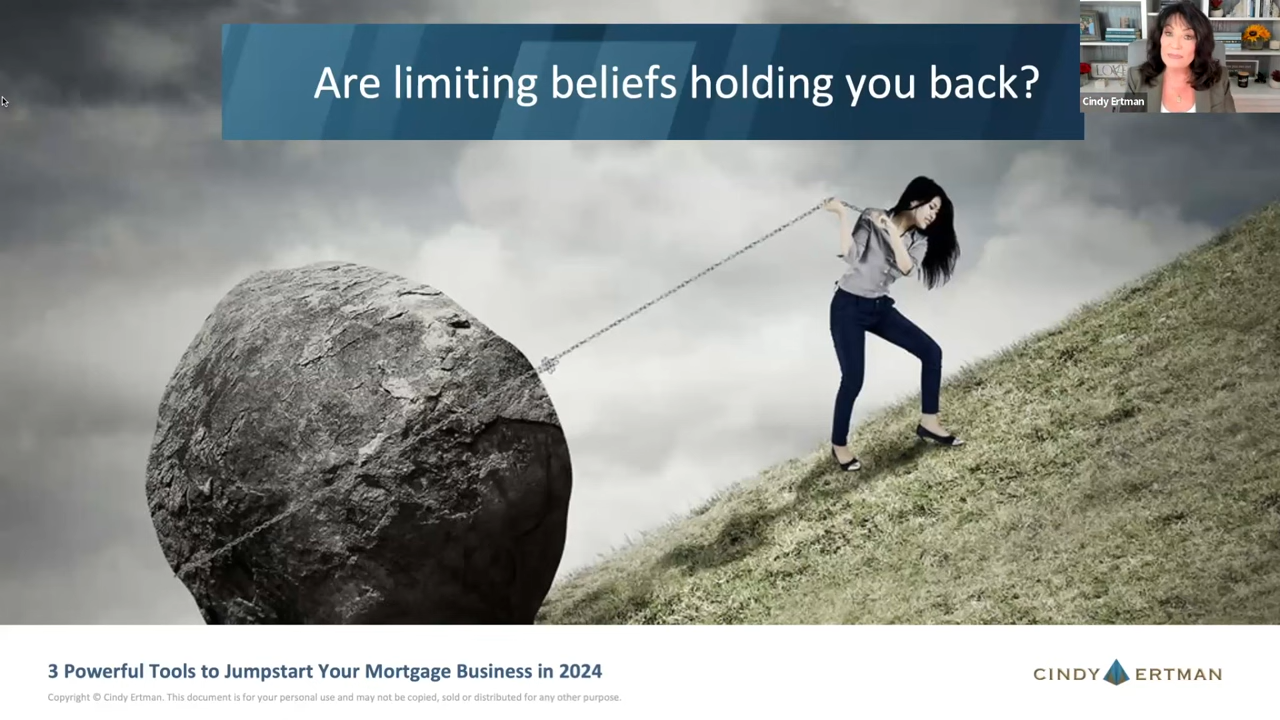 Are limiting beliefs holding you back?
Cindy Ertman
LOVE
3 Powerful Tools to Jumpstart Your Mortgage Business in 2024
CINDY ERTMAN
Copyright © Cindy Ertman. This document is for your personal use and may not be copied, sold or distributed for any other purpose.